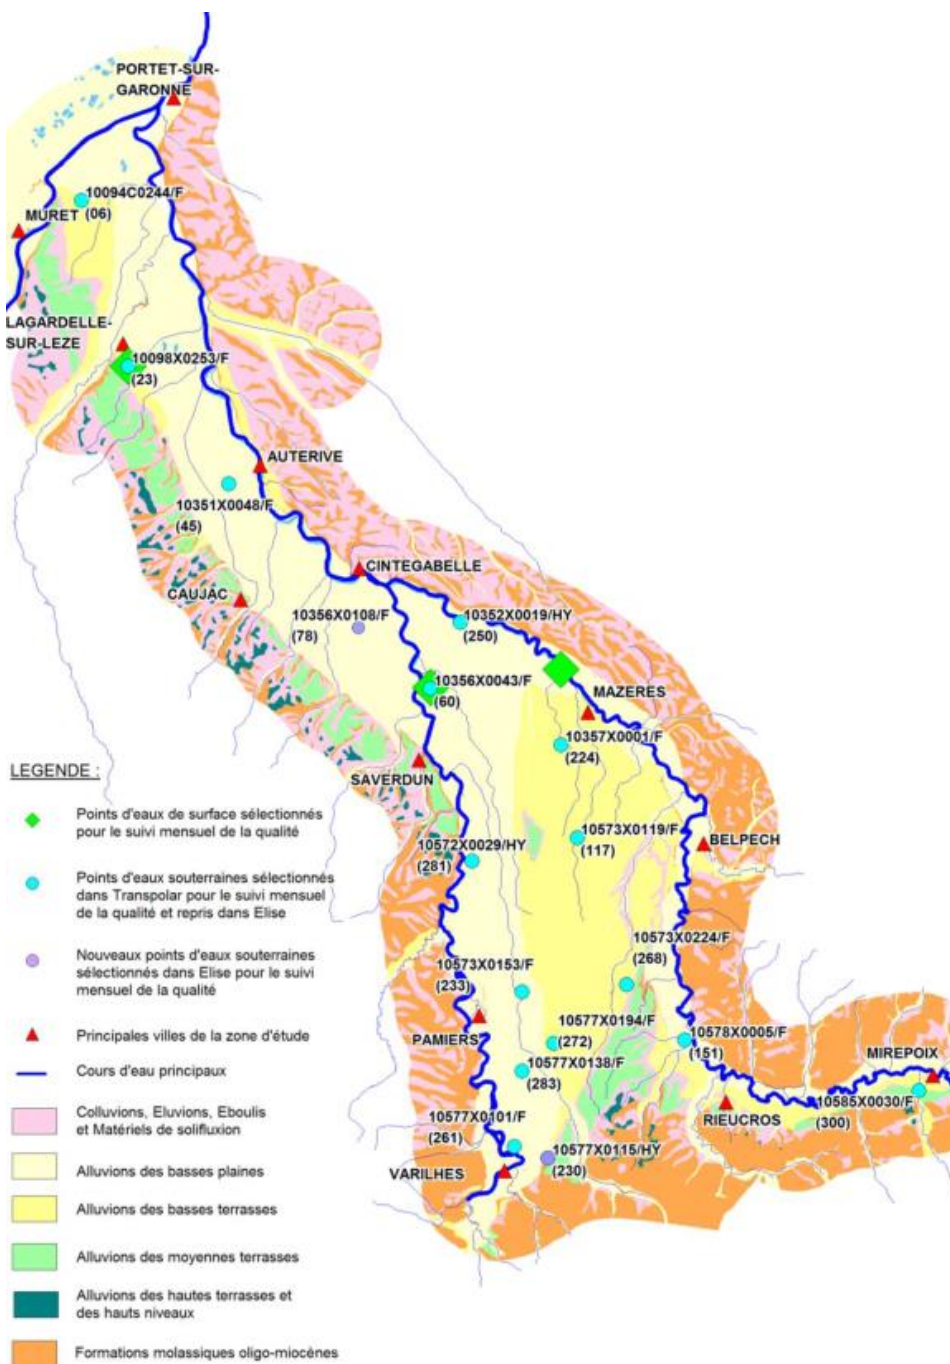 PORTET-SUR-
GARONNE
10094C0244/F
(06)
MURET
LAGARDELLE-
SUR-LEZE
10098X0253/F
(23)
AUTERIVE
10351X0048/F
(45)
CINTEGABELLE
CAUJAC
10356X0108/F
(78)
10352X0019/HY
(250)
10356X0043/F
(60)
MAZERES
10357X0001/F
(224)
SAVERDUN
10573X0119/F
(117)
BELPECH
10572X0029/HY
(281)
10573X0224/F
(268)
10573X0153/F
(233)
PAMIERS
10577X0194/F
(272)
10578X0005/F
(151)
MIREPOIX
10577X0138/F
(283)
10585X0030/F
(300)
RIEUCROS
10577X0101/F
(261)
10577X0115/HY
(230)
VARILHES
LEGENDE :
Points d'eaux de surface sélectionnés
pour le suivi mensuel de la qualité
Points d'eaux souterraines sélectionnés
dans Transpolar pour le suivi mensuel
de la qualité et repris dans Elise
Nouveaux points d'eaux souterraines
sélectionnés dans Elise pour le suivi
mensuel de la qualité
Principales villes de la zone d'étude
Cours d'eau principaux
Colluvions, Eluvions, Eboulis
et Matériels de solifluxion
Alluvions des basses plaines
Alluvions des basses terrasses
Alluvions des moyennes terrasses
Alluvions des hautes terrasses et
des hauts niveaux
Formations molassiques oligo-miocènes